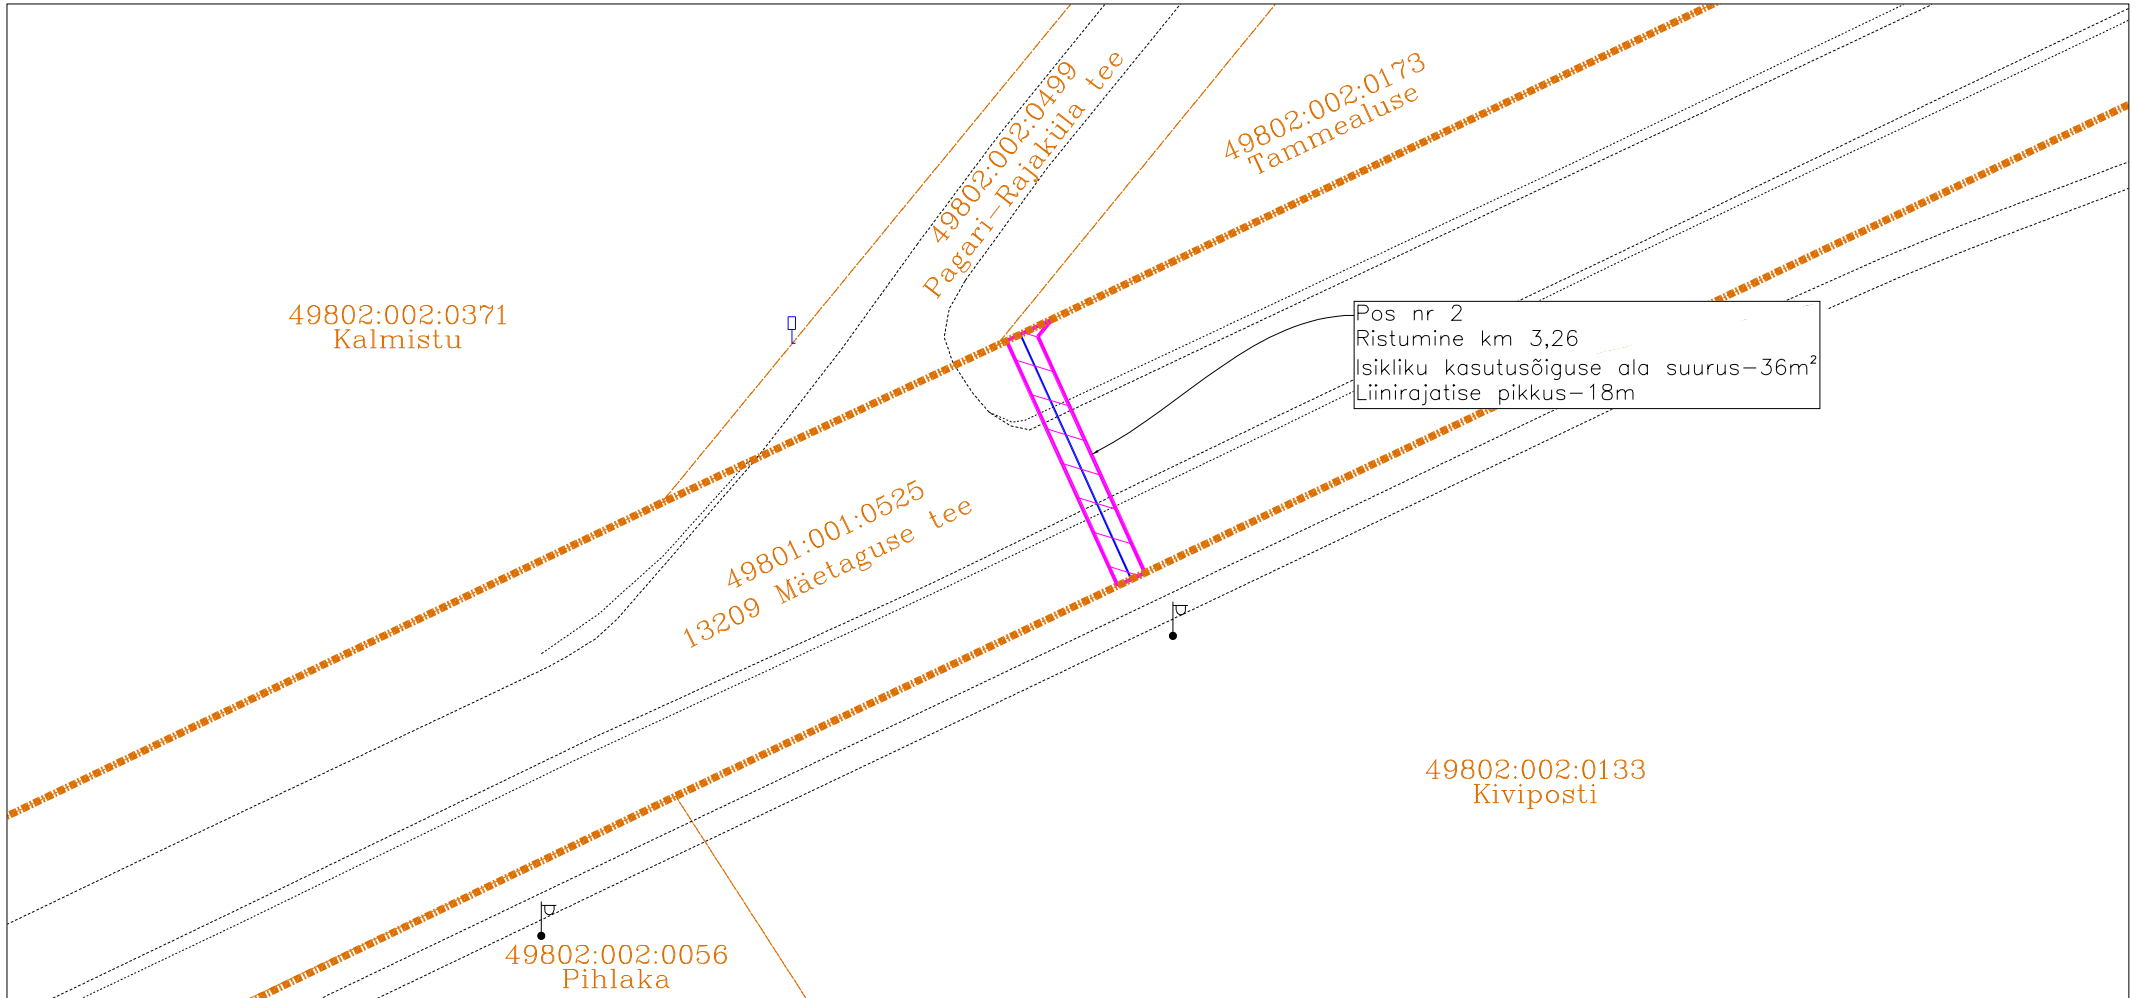 49802:002:0499
Pagari-Rajaküla tee
49802:002:0173
Tammealuse
49802:002:0371
Kalmistu
Pos nr 2
Ristumine km 3,26
Isikliku kasutusõiguse ala suurus-36m²
Liinirajatise pikkus-18m
49801:001:0525
13209 Mäetaguse tee
49802:002:0133
Kiviposti
49802:002:0056
Pihlaka